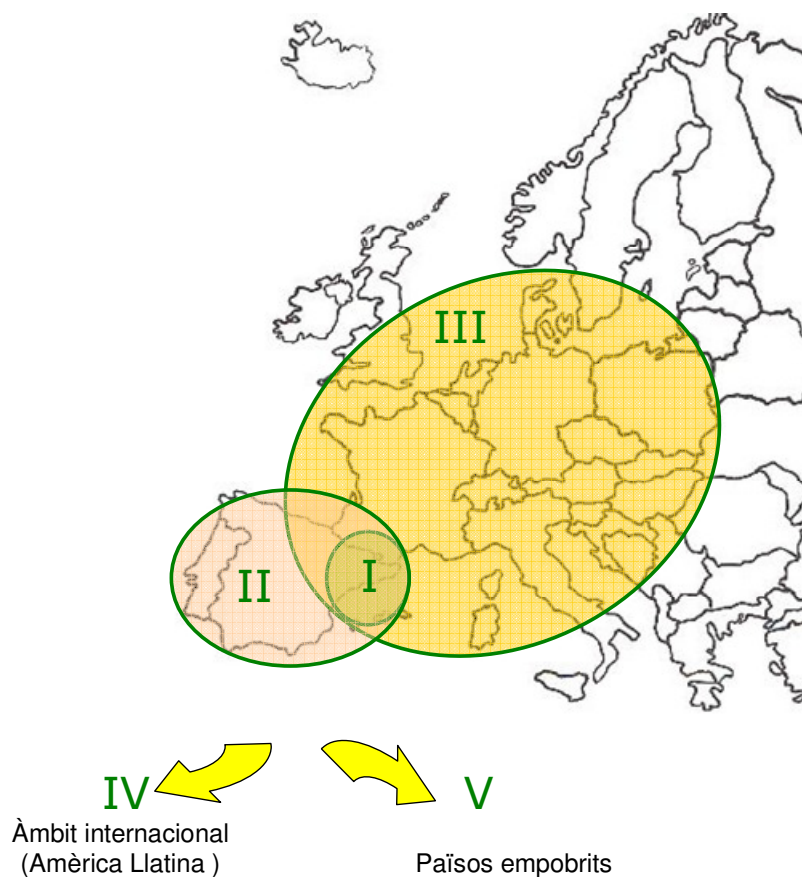 III
I
II
IV
V
Àmbit internacional
(Amèrica Llatina )
Països empobrits